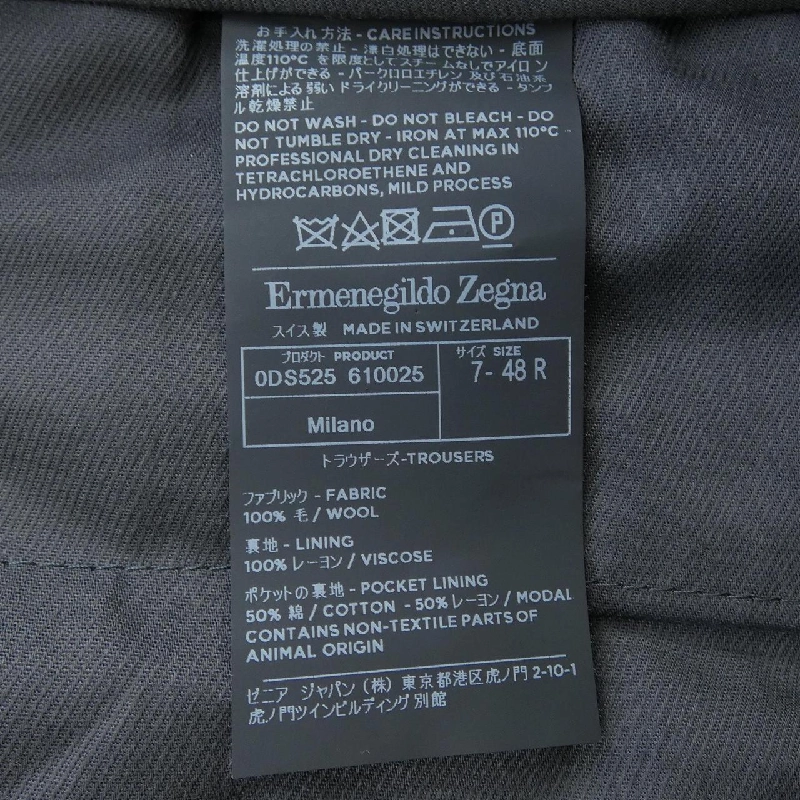 お手入れ方法 - CARE INSTRUCTIONS
洗濯処理の禁止 - 漂白処理はできない - 底面
温度110℃ を限度としてスチームなしでアイロン
仕上げができる - パークロロエチレン 及び石油系
溶剤による弱い ドライクリーニングができる - タンブ
ル乾燥禁止
DO NOT WASH - DO NOT BLEACH - DO
NOT TUMBLE DRY - IRON AT MAX 110°C
PROFESSIONAL DRY CLEANING IN
TETRACHLOROETHENE AND
HYDROCARBONS, MILD PROCESS
P
Ermenegildo Zegna
スイス製 MADE IN SWITZERLAND
プロダクト PRODUCT
0DS525 610025
サイズ SIZE
7- 48 R
Milano
トラウザーズ-TROUSERS
ファブリック - FABRIC
100% 毛 / WOOL
裏地 - LINING
100% レーヨン / VISCOSE
ポケットの裏地 - POCKET LINING
50% 綿 / COTTON - 50% レーヨン / MODAL
CONTAINS NON-TEXTILE PARTS OF
ANIMAL ORIGIN
ゼニア ジャパン (株) 東京都港区虎ノ門 2-10-1
虎ノ門ツインビルディング 別館